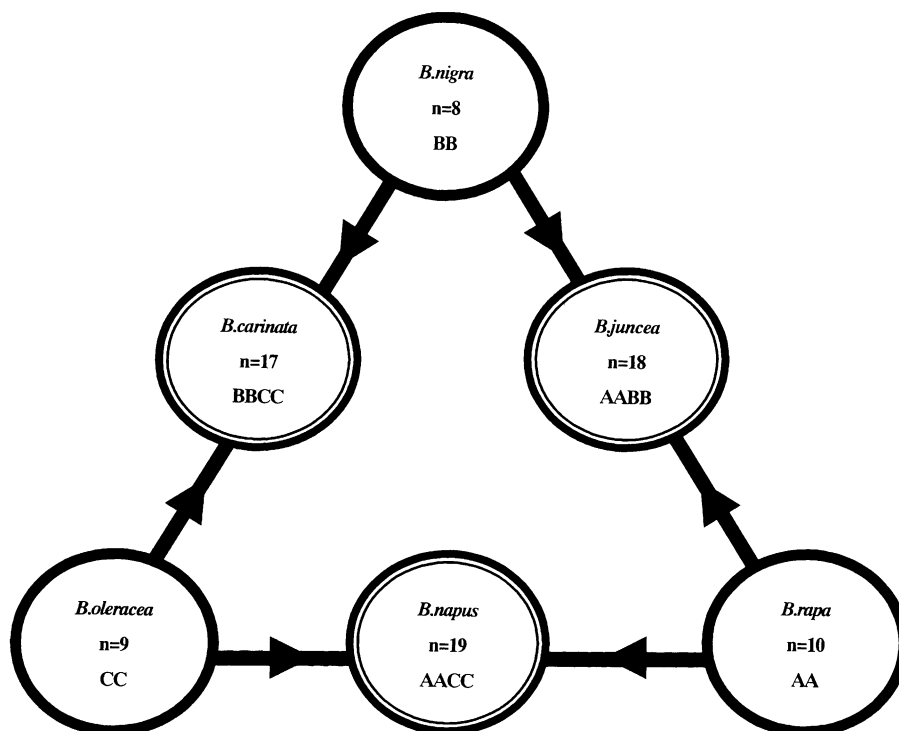 B.nigra
n=8
BB
B.carinata
n=17
BBCC
B.juncea
n=18
AABB
B.oleracea
n=9
CC
B.napus
n=19
AACC
B.rapa
n=10
AA